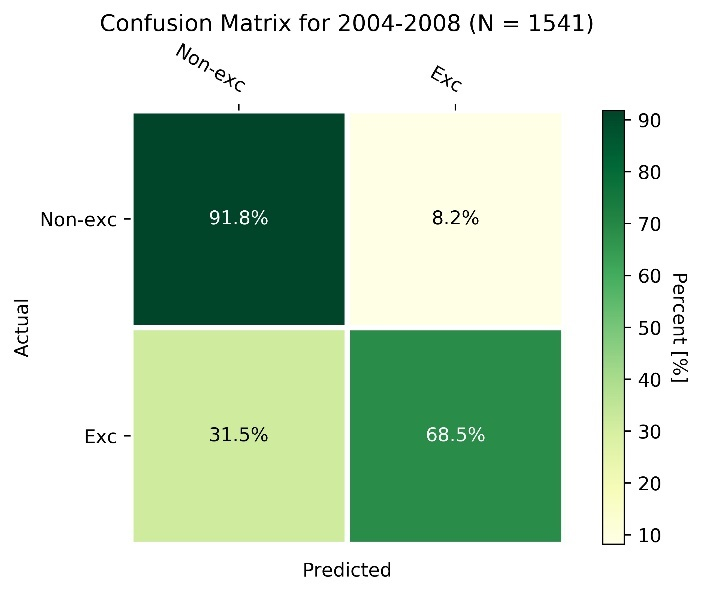 Confusion Matrix for 2004-2008 (N = 1541)
Non-exc
Exc
90
80
70
60
50
40
30
20
10
Percent [%]
Non-exc
91.8%
8.2%
Actual
Exc
31.5%
68.5%
Predicted